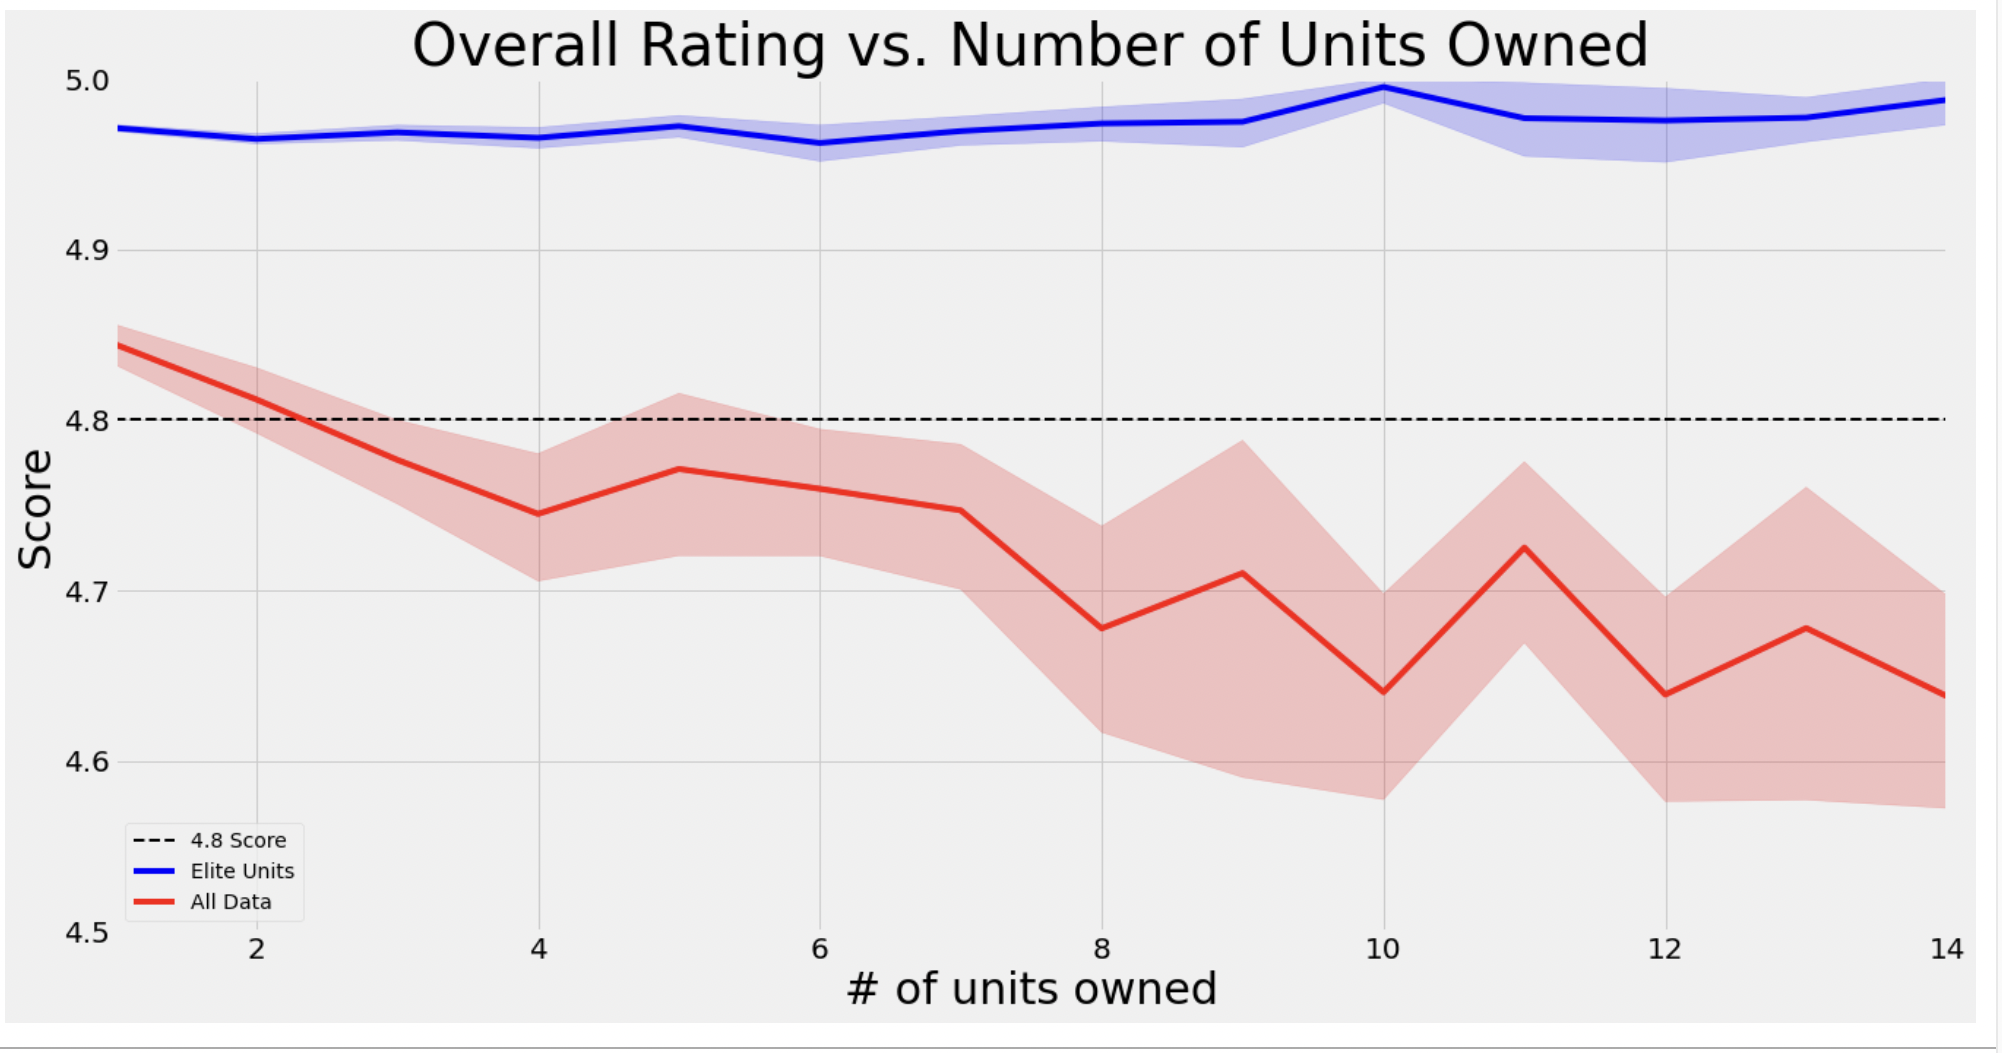 Overall Rating vs. Number of Units Owned
5.0
4.9
4.8
4.7
4.6
4.5
Score
4.8 Score
Elite Units
All Data
2 4 6 8 10 12 14
# of units owned